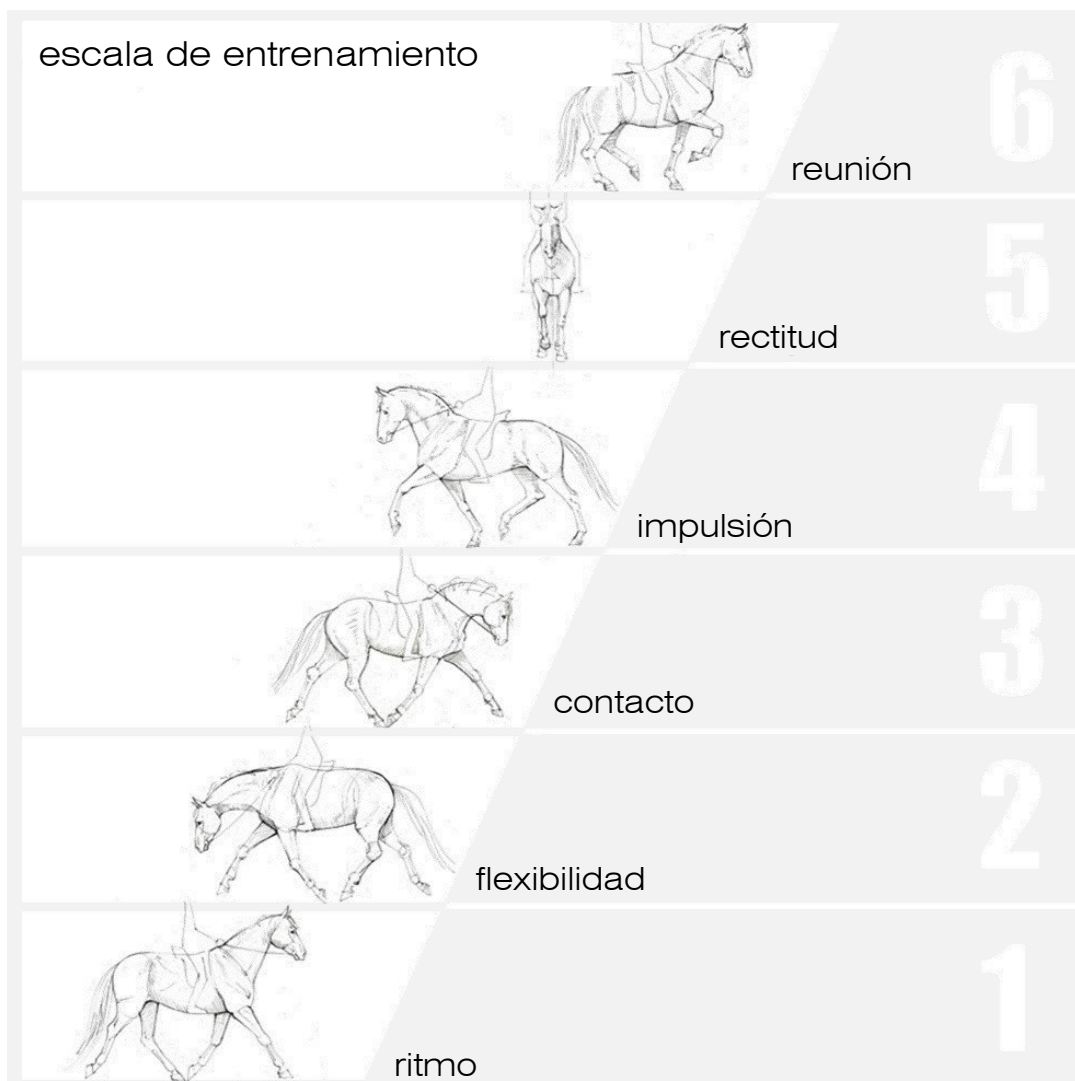 escala de entrenamiento
6
reunión
5
rectitud
4
impulsión
3
contacto
2
flexibilidad
1
ritmo